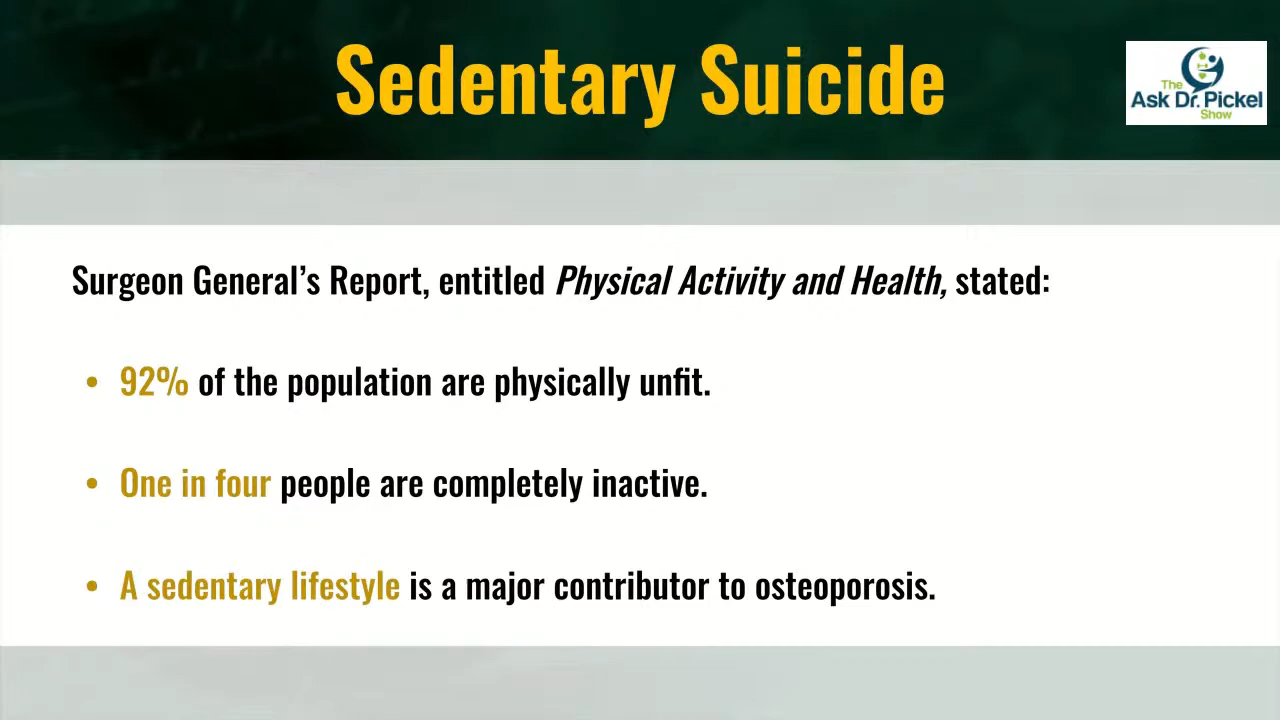 Sedentary Suicide
The
Ask Dr. Pickel
Show
Surgeon General’s Report, entitled Physical Activity and Health, stated:
• 92% of the population are physically unfit.
• One in four people are completely inactive.
• A sedentary lifestyle is a major contributor to osteoporosis.